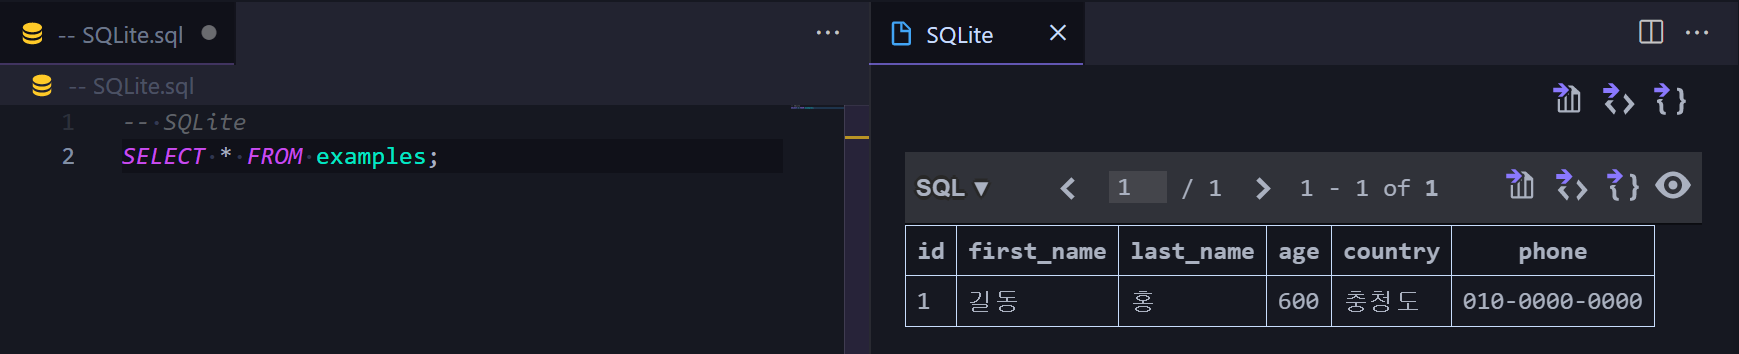 -- SQLite.sql
-- SQLite.sql
1 -- SQLite
2 SELECT * FROM examples;
SQLite
SQL ▼ 1 / 1 1 - 1 of 1
id first_name last_name age country phone
1 길동 홍 600 충청도 010-0000-0000